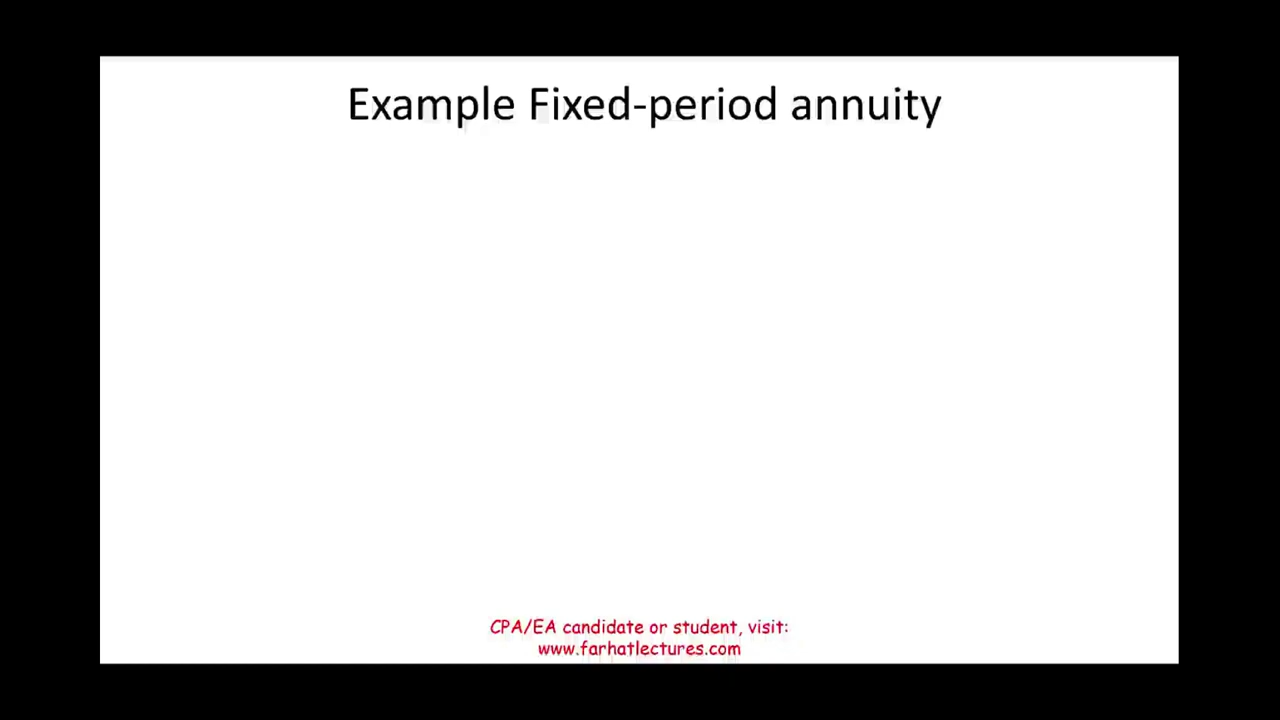 Example Fixed-period annuity
CPA/EA candidate or student, visit:
www.farhatlectures.com